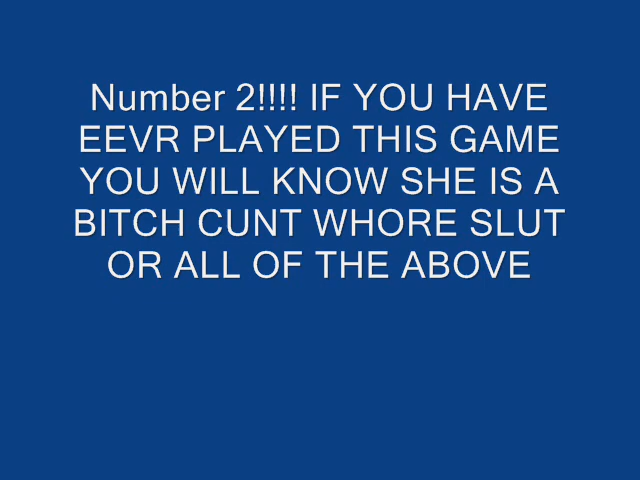 Number 2!!!! IF YOU HAVE
EEVR PLAYED THIS GAME
YOU WILL KNOW SHE IS A
BITCH CUNT WHORE SLUT
OR ALL OF THE ABOVE